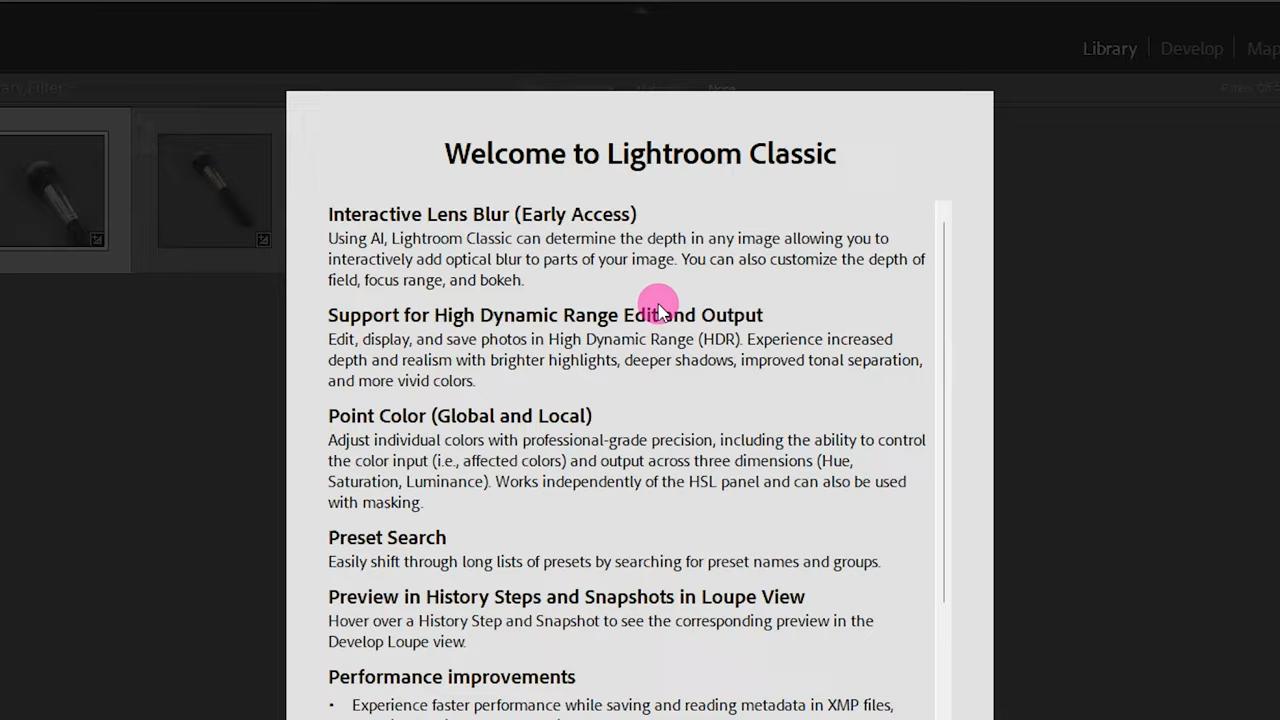 Library
Develop
Map
Welcome to Lightroom Classic
Interactive Lens Blur (Early Access)
Using AI, Lightroom Classic can determine the depth in any image allowing you to
interactively add optical blur to parts of your image. You can also customize the depth of
field, focus range, and bokeh.
Support for High Dynamic Range Edit and Output
Edit, display, and save photos in High Dynamic Range (HDR). Experience increased
depth and realism with brighter highlights, deeper shadows, improved tonal separation,
and more vivid colors.
Point Color (Global and Local)
Adjust individual colors with professional-grade precision, including the ability to control
the color input (i.e., affected colors) and output across three dimensions (Hue,
Saturation, Luminance). Works independently of the HSL panel and can also be used
with masking.
Preset Search
Easily shift through long lists of presets by searching for preset names and groups.
Preview in History Steps and Snapshots in Loupe View
Hover over a History Step and Snapshot to see the corresponding preview in the
Develop Loupe view.
Performance improvements
• Experience faster performance while saving and reading metadata in XMP files,